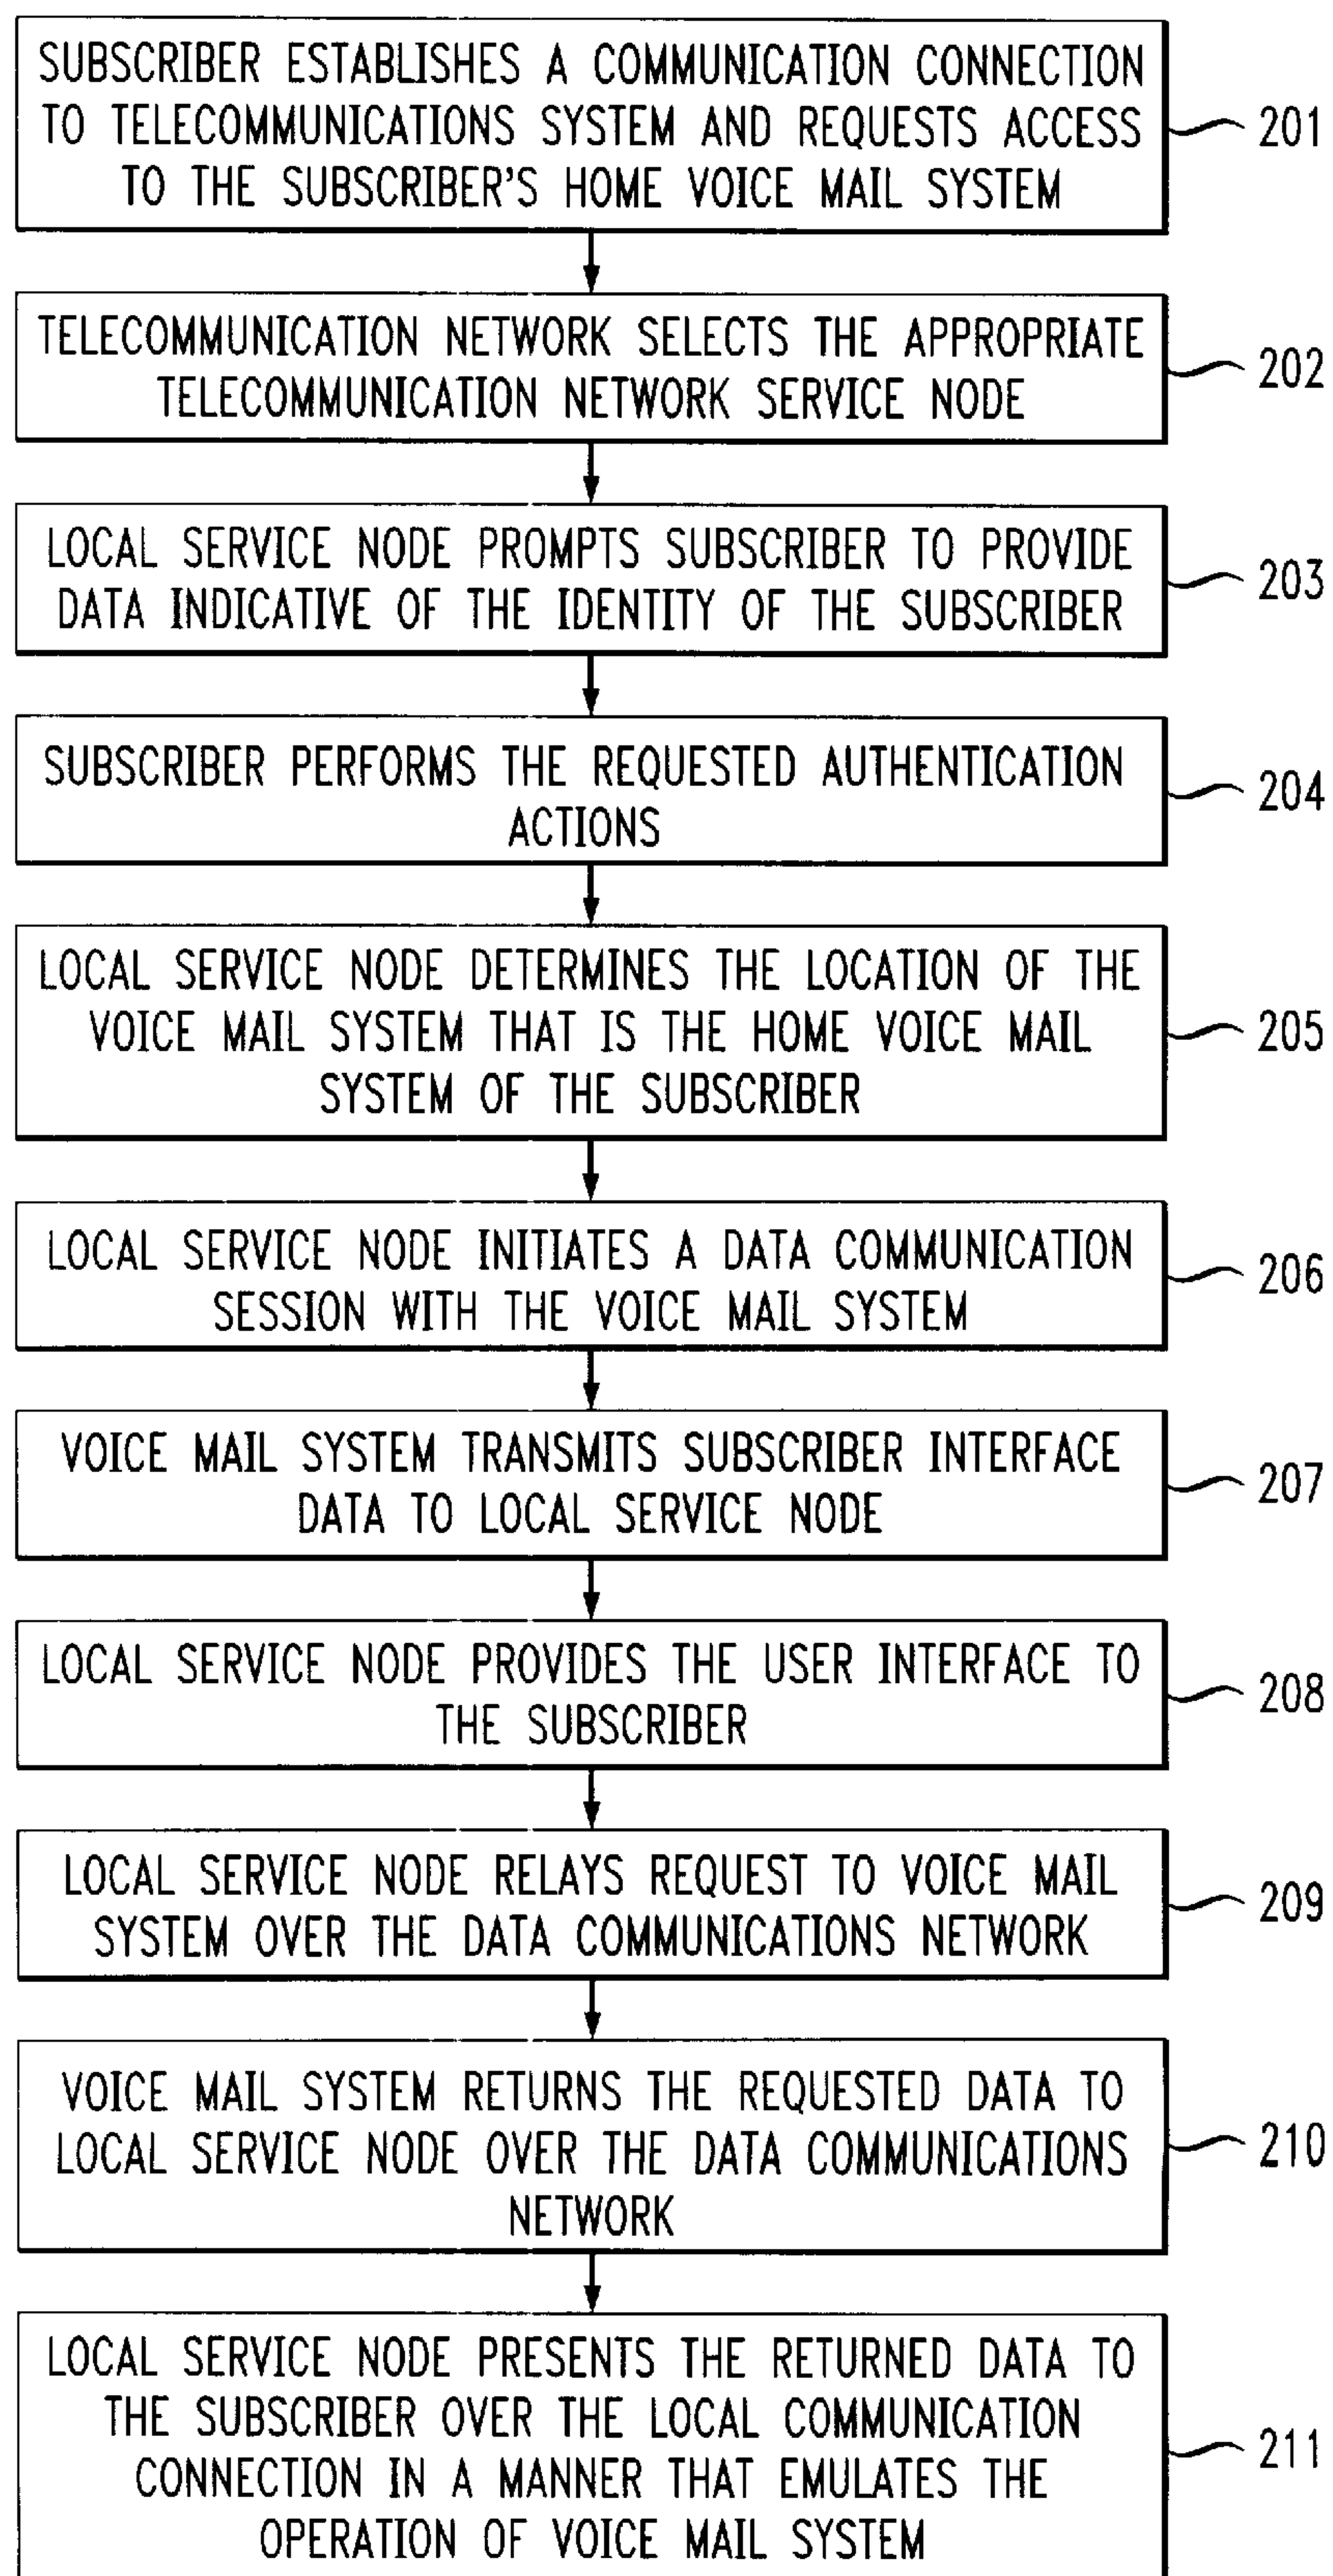 SUBSCRIBER ESTABLISHES A COMMUNICATION CONNECTION
TO TELECOMMUNICATIONS SYSTEM AND REQUESTS ACCESS
TO THE SUBSCRIBER'S HOME VOICE MAIL SYSTEM
201
TELECOMMUNICATION NETWORK SELECTS THE APPROPRIATE
TELECOMMUNICATION NETWORK SERVICE NODE
202
LOCAL SERVICE NODE PROMPTS SUBSCRIBER TO PROVIDE
DATA INDICATIVE OF THE IDENTITY OF THE SUBSCRIBER
203
SUBSCRIBER PERFORMS THE REQUESTED AUTHENTICATION
ACTIONS
204
LOCAL SERVICE NODE DETERMINES THE LOCATION OF THE
VOICE MAIL SYSTEM THAT IS THE HOME VOICE MAIL
SYSTEM OF THE SUBSCRIBER
205
LOCAL SERVICE NODE INITIATES A DATA COMMUNICATION
SESSION WITH THE VOICE MAIL SYSTEM
206
VOICE MAIL SYSTEM TRANSMITS SUBSCRIBER INTERFACE
DATA TO LOCAL SERVICE NODE
207
LOCAL SERVICE NODE PROVIDES THE USER INTERFACE TO
THE SUBSCRIBER
208
LOCAL SERVICE NODE RELAYS REQUEST TO VOICE MAIL
SYSTEM OVER THE DATA COMMUNICATIONS NETWORK
209
VOICE MAIL SYSTEM RETURNS THE REQUESTED DATA TO
LOCAL SERVICE NODE OVER THE DATA COMMUNICATIONS
NETWORK
210
LOCAL SERVICE NODE PRESENTS THE RETURNED DATA TO
THE SUBSCRIBER OVER THE LOCAL COMMUNICATION
CONNECTION IN A MANNER THAT EMULATES THE
OPERATION OF VOICE MAIL SYSTEM
211